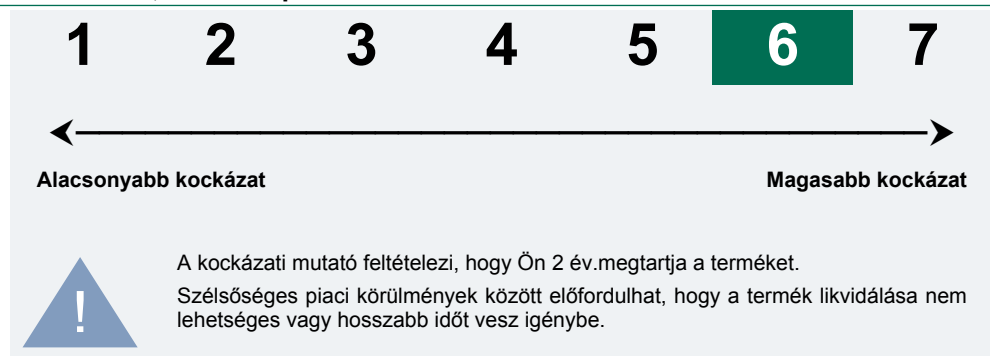 1 2 3 4 5 6 7
Alacsonyabb kockázat Magasabb kockázat
A kockázati mutató feltételezi, hogy Ön 2 év.megtartja a terméket.
Szélsőséges piaci körülmények között előfordulhat, hogy a termék likvidálása nem
lehetséges vagy hosszabb időt vesz igénybe.
!